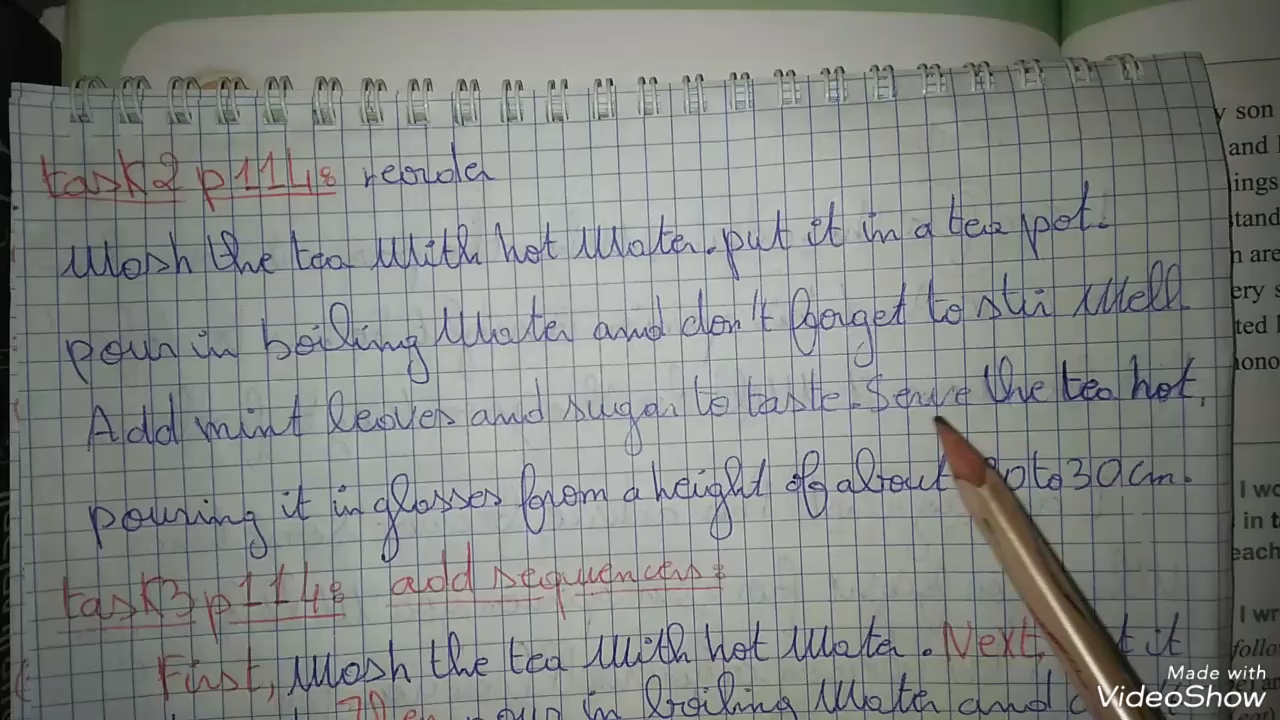 task2 p114: reorder
Wash the tea with hot water. put it in a tea pot.
pour in boiling water and don't forget to stir well
Add mint leaves and sugar to taste. Serve the tea hot,
pouring it in glasses from a height of about to 30 cm.
task3 p114: add sequencers:
First, Wash the tea with hot water. Next, it
in boiling water and
y son
and
ings
stand
n are
ery s
ted
I wo
in t
each
I wr
follo
Made with
VideoShow